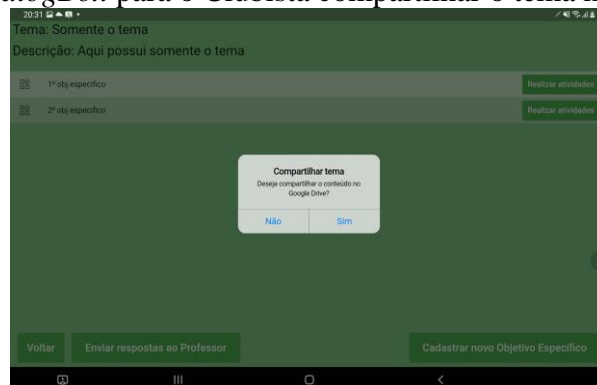 para o Clubista compartilhar o tema
20:31
Tema: Somente o tema
Descrição: Aqui possui somente o tema
1º obj específico
Realizar atividades
2º obj específico
Realizar atividades
Compartilhar tema
Deseja compartilhar o conteúdo no
Google Drive?
Não
Sim
Voltar
Enviar respostas ao Professor
Cadastrar novo Objetivo Específico